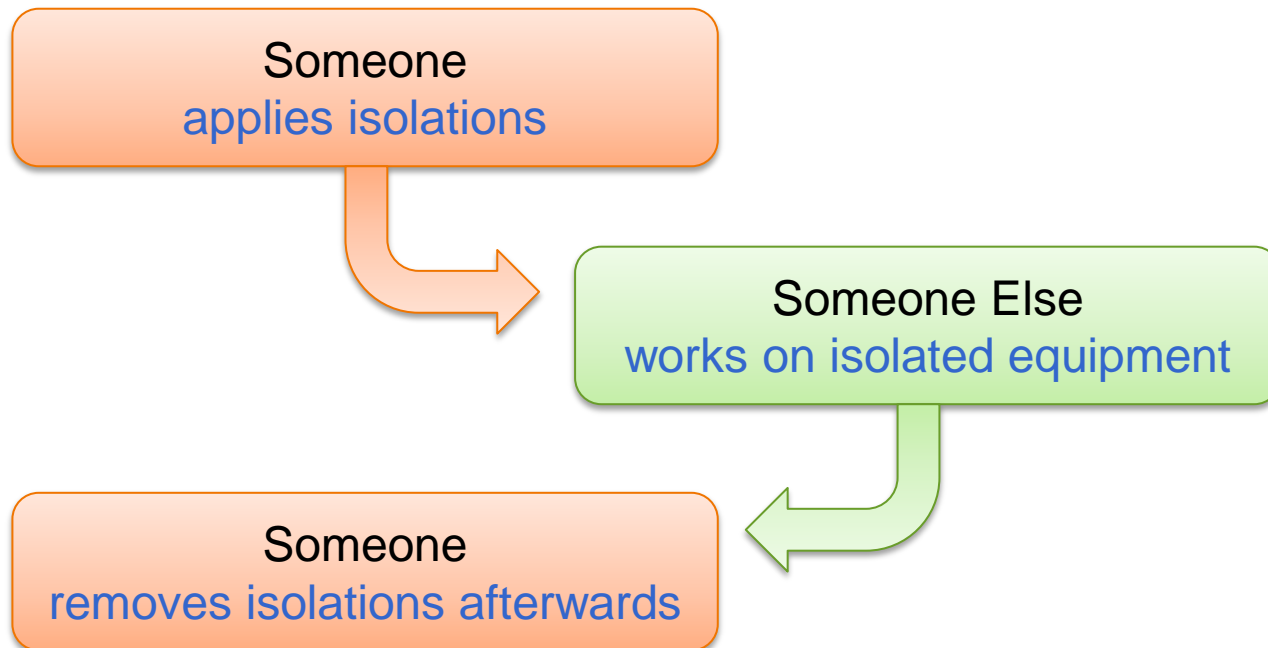 Someone
applies isolations
Someone Else
works on isolated equipment
Someone
removes isolations afterwards